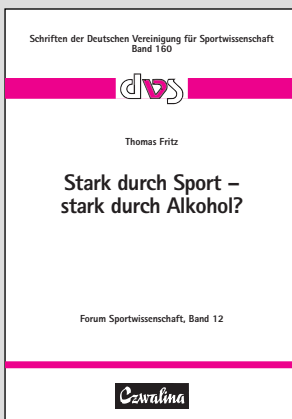 Schriften der Deutschen Vereinigung für Sportwissenschaft
Band 160
dvs
Thomas Fritz
Stark durch Sport –
stark durch Alkohol?
Forum Sportwissenschaft, Band 12
Czwalina